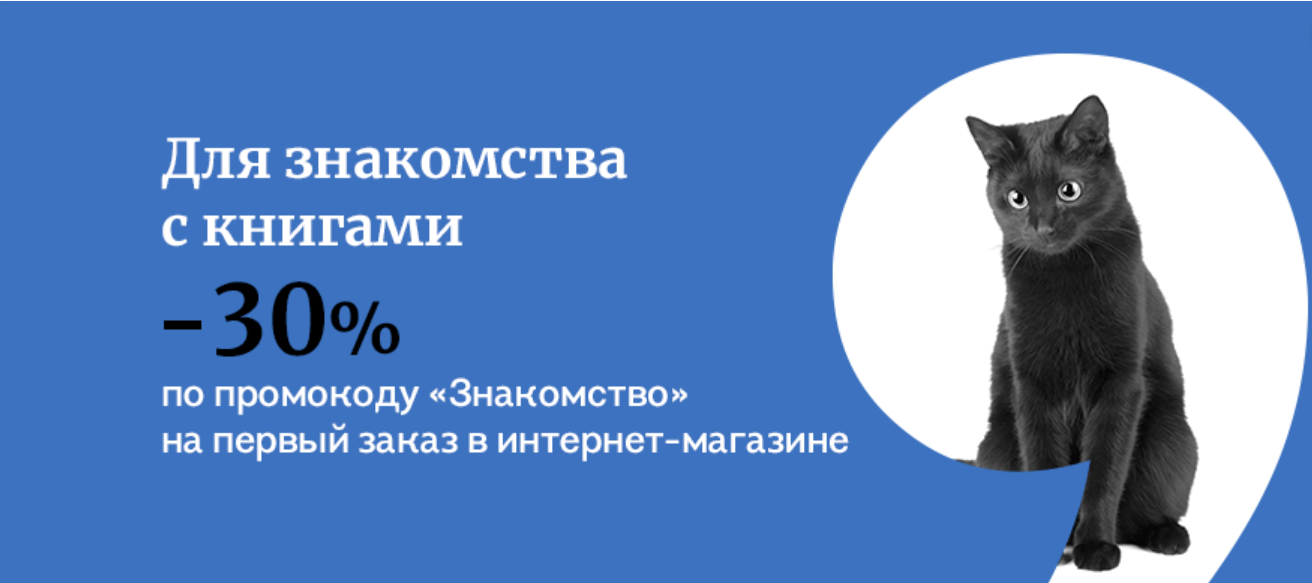 Для знакомства
с книгами
-30%
по промокоду «Знакомство»
на первый заказ в интернет-магазине